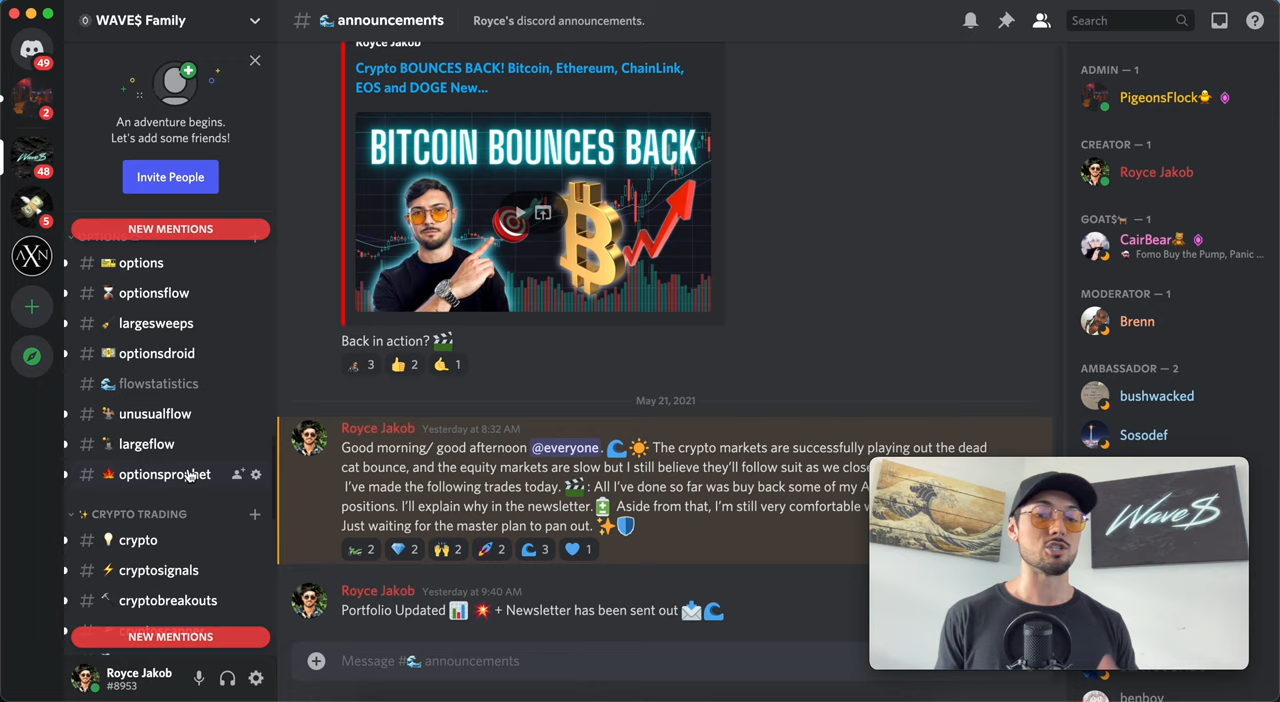 WAVE$ Family
announcements
Royce's discord announcements.
Search
49
2
Wave$
48
5
AXN
An adventure begins.
Let's add some friends!
Invite People
NEW MENTIONS
options
optionsflow
largesweeps
optionsdroid
flowstatistics
unusualflow
largeflow
optionsprophet
CRYPTO TRADING
crypto
cryptosignals
cryptobreakouts
NEW MENTIONS
Royce Jakob
#8953
Royce Jakob
Crypto BOUNCES BACK! Bitcoin, Ethereum, ChainLink,
EOS and DOGE New...
BITCOIN BOUNCES BACK
Back in action?
3 2 1
May 21, 2021
Royce Jakob Yesterday at 8:32 AM
Good morning/ good afternoon @everyone. The crypto markets are successfully playing out the dead
cat bounce, and the equity markets are slow but I still believe they'll follow suit as we close
I've made the following trades today. : All I've done so far was buy back some of my A
positions. I'll explain why in the newsletter. Aside from that, I'm still very comfortable w
Just waiting for the master plan to pan out.
2 2 2 2 3 1
Royce Jakob Yesterday at 9:40 AM
Portfolio Updated + Newsletter has been sent out
Message # announcements
ADMIN — 1
PigeonsFlock
CREATOR — 1
Royce Jakob
GOATS — 1
CairBear
Fomo Buy the Pump, Panic ...
MODERATOR — 1
Brenn
AMBASSADOR — 2
bushwacked
Sosodef
Wave$
benboy